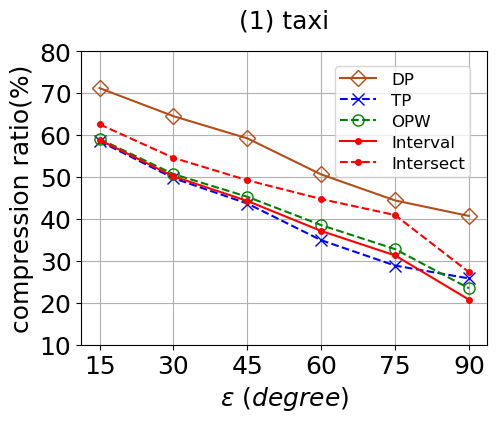 (1) taxi
compression ratio(%)
80
70
60
50
40
30
20
10
DP
TP
OPW
Interval
Intersect
15 30 45 60 75 90
ε (degree)